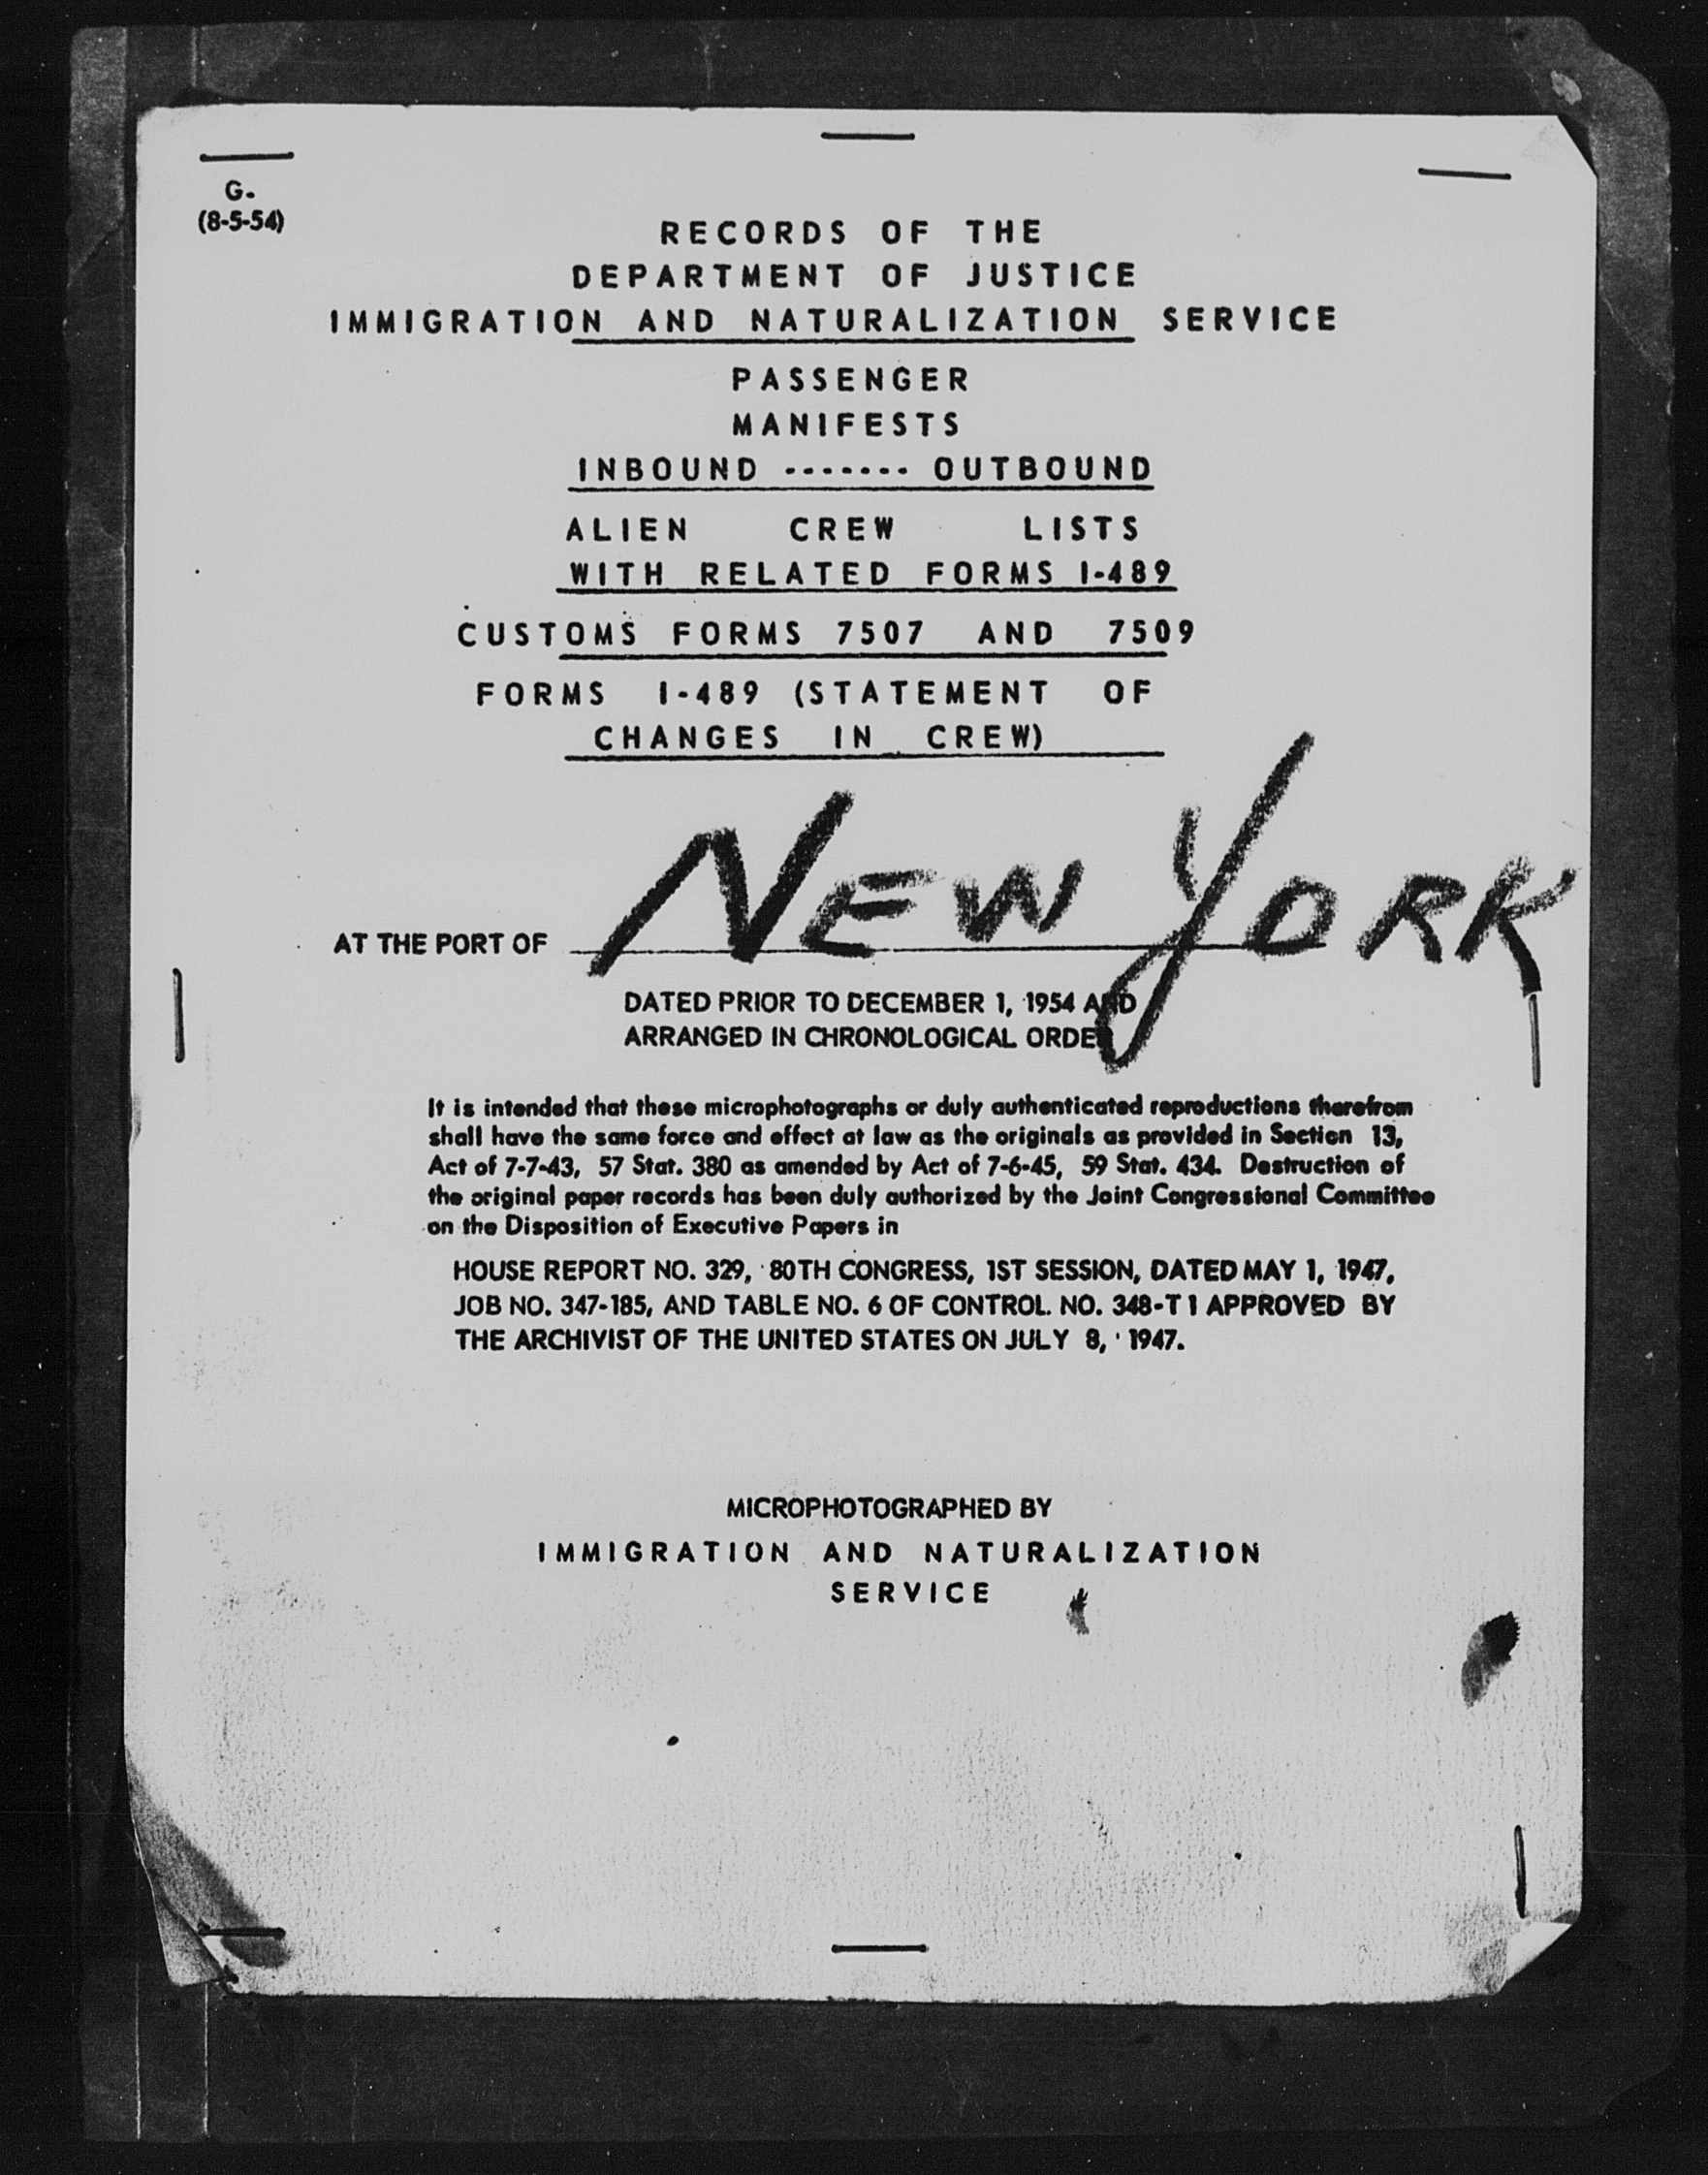 G.
(8-5-54)
RECORDS OF THE
DEPARTMENT OF JUSTICE
IMMIGRATION AND NATURALIZATION SERVICE
PASSENGER
MANIFESTS
INBOUND ------- OUTBOUND
ALIEN CREW LISTS
WITH RELATED FORMS I-489
CUSTOMS FORMS 7507 AND 7509
FORMS I-489 (STATEMENT OF
CHANGES IN CREW)
AT THE PORT OF NEW YORK
DATED PRIOR TO DECEMBER 1, 1954 AND
ARRANGED IN CHRONOLOGICAL ORDER
It is intended that these microphotographs or duly authenticated reproductions therefrom
shall have the same force and effect at law as the originals as provided in Section 13,
Act of 7-7-43, 57 Stat. 380 as amended by Act of 7-6-45, 59 Stat. 434. Destruction of
the original paper records has been duly authorized by the Joint Congressional Committee
on the Disposition of Executive Papers in
HOUSE REPORT NO. 329, 80TH CONGRESS, 1ST SESSION, DATED MAY 1, 1947,
JOB NO. 347-185, AND TABLE NO. 6 OF CONTROL NO. 348-T1 APPROVED BY
THE ARCHIVIST OF THE UNITED STATES ON JULY 8, 1947.
MICROPHOTOGRAPHED BY
IMMIGRATION AND NATURALIZATION
SERVICE